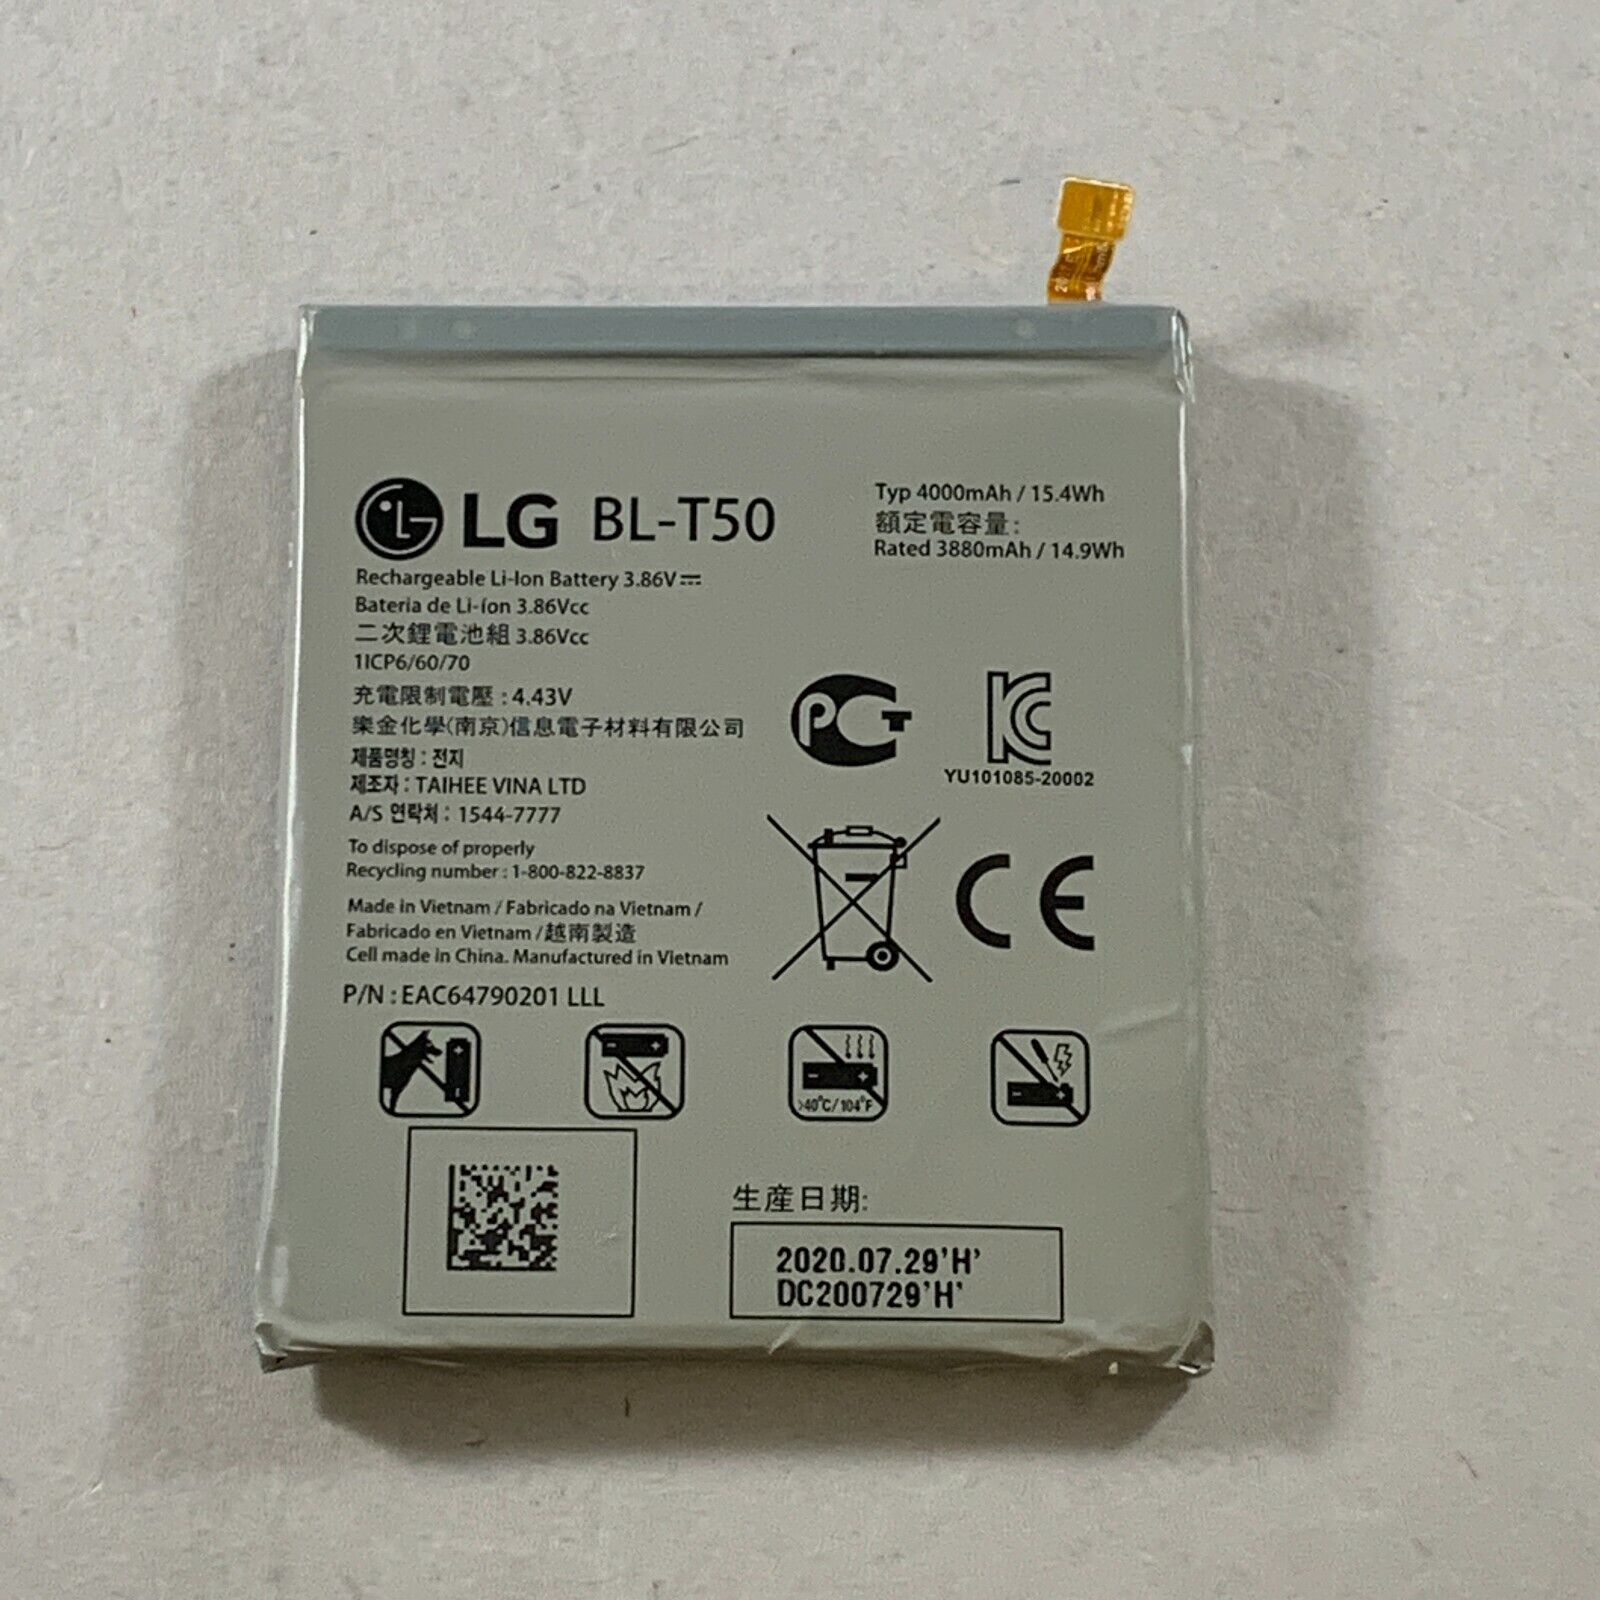 LG BL-T50
Typ 4000mAh / 15.4Wh
額定電容量:
Rated 3880mAh / 14.9Wh
Rechargeable Li-Ion Battery 3.86V
Bateria de Li-íon 3.86Vcc
二次鋰電池組 3.86Vcc
1ICP6/60/70
充電限制電壓 : 4.43V
樂金化學(南京)信息電子材料有限公司
제품명칭 : 전지
제조자 : TAIHEE VINA LTD
A/S 연락처 : 1544-7777
To dispose of properly
Recycling number : 1-800-822-8837
Made in Vietnam / Fabricado na Vietnam /
Fabricado en Vietnam / 越南製造
Cell made in China. Manufactured in Vietnam
P/N : EAC64790201 LLL
PCT
KC
YU101085-20002
CE
>40°C/104°F
生産日期:
2020.07.29'H'
DC200729'H'